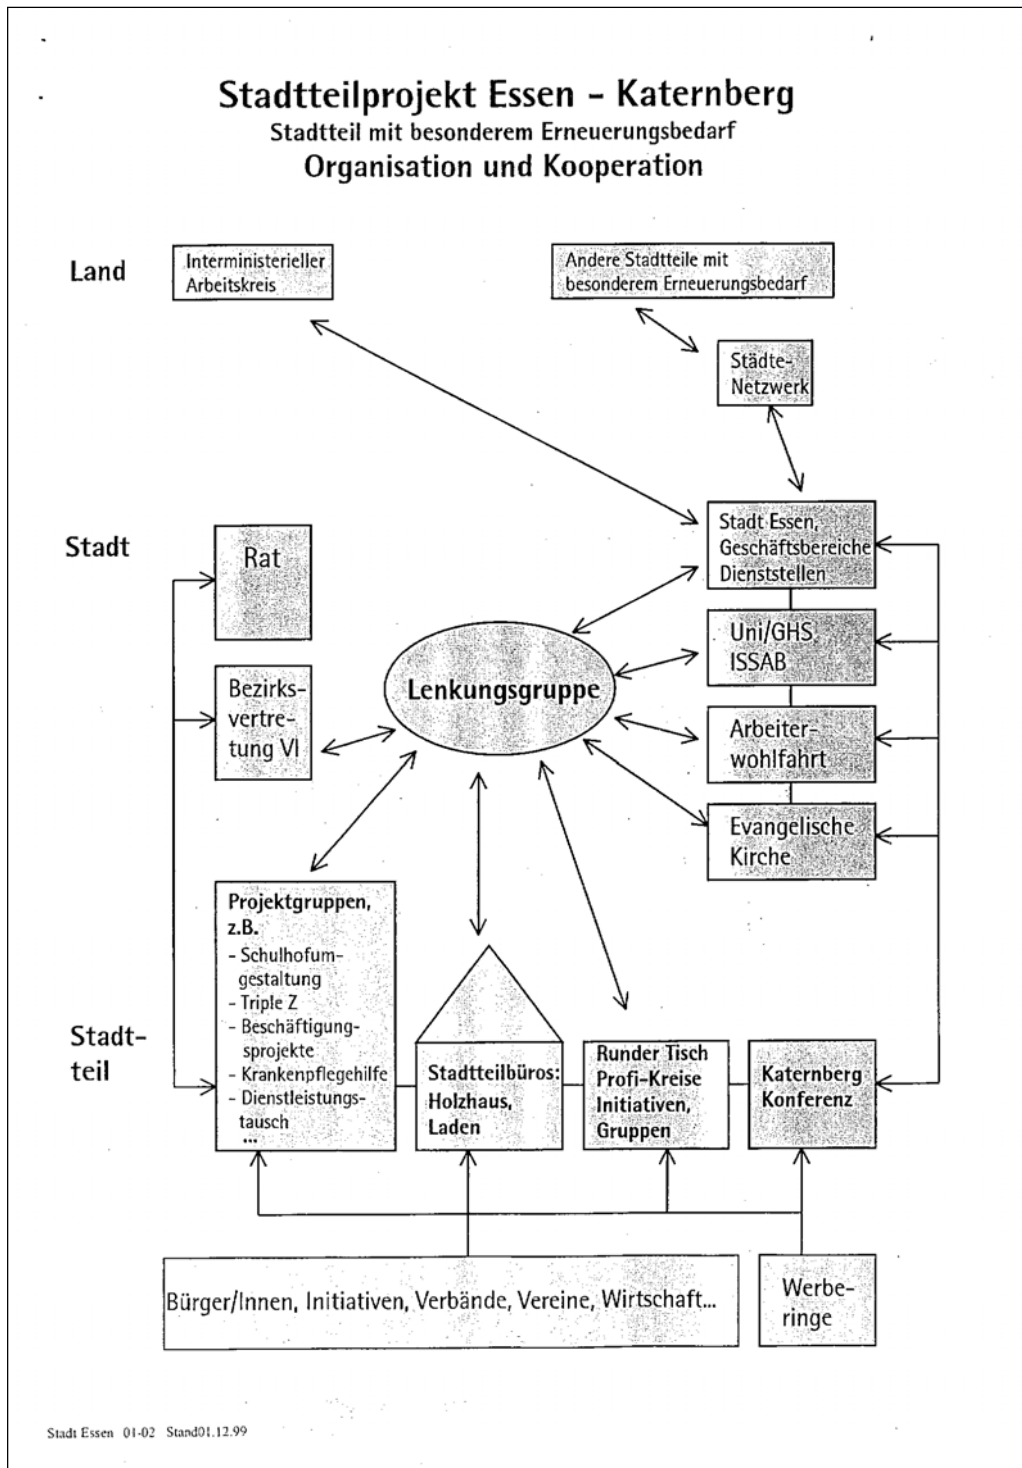 Stadtteilprojekt Essen - Katernberg
Stadtteil mit besonderem Erneuerungsbedarf
Organisation und Kooperation
Land
Interministerieller
Arbeitskreis
Andere Stadtteile mit
besonderem Erneuerungsbedarf
Städte-
Netzwerk
Stadt
Rat
Stadt Essen,
Geschäftsbereiche
Dienststellen
Uni/GHS
ISSAB
Lenkungsgruppe
Bezirks-
vertre-
tung VI
Arbeiter-
wohlfahrt
Evangelische
Kirche
Stadt-
teil
Projektgruppen,
z.B.
- Schulhofum-
gestaltung
- Triple Z
- Beschäftigung-
sprojekte
- Krankenpflegehilfe
- Dienstleistungs-
tausch
...
Stadtteilbüros:
Holzhaus,
Laden
Runder Tisch
Profi-Kreise
Initiativen,
Gruppen
Katernberg
Konferenz
Bürger/Innen, Initiativen, Verbände, Vereine, Wirtschaft...
Werbe-
ringe
Stadt Essen 01-02 Stand01.12.99